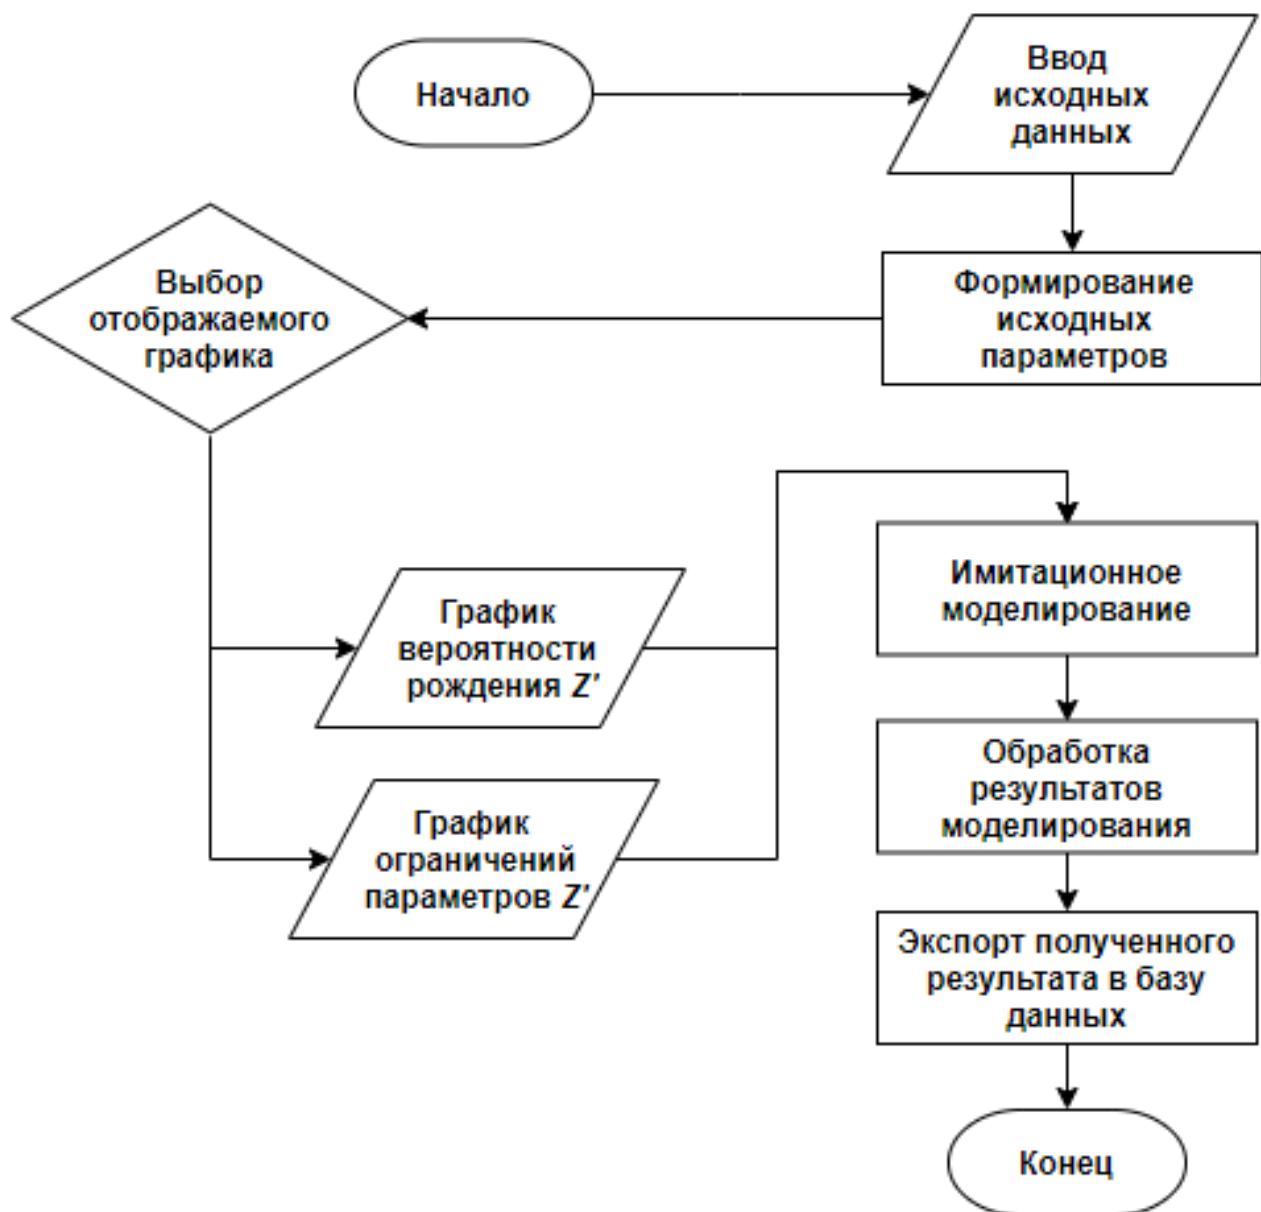 Начало
Ввод
исходных
данных
Формирование
исходных
параметров
Выбор
отображаемого
графика
График
вероятности
рождения Z'
График
ограничений
параметров Z'
Имитационное
моделирование
Обработка
результатов
моделирования
Экспорт полученного
результата в базу
данных
Конец